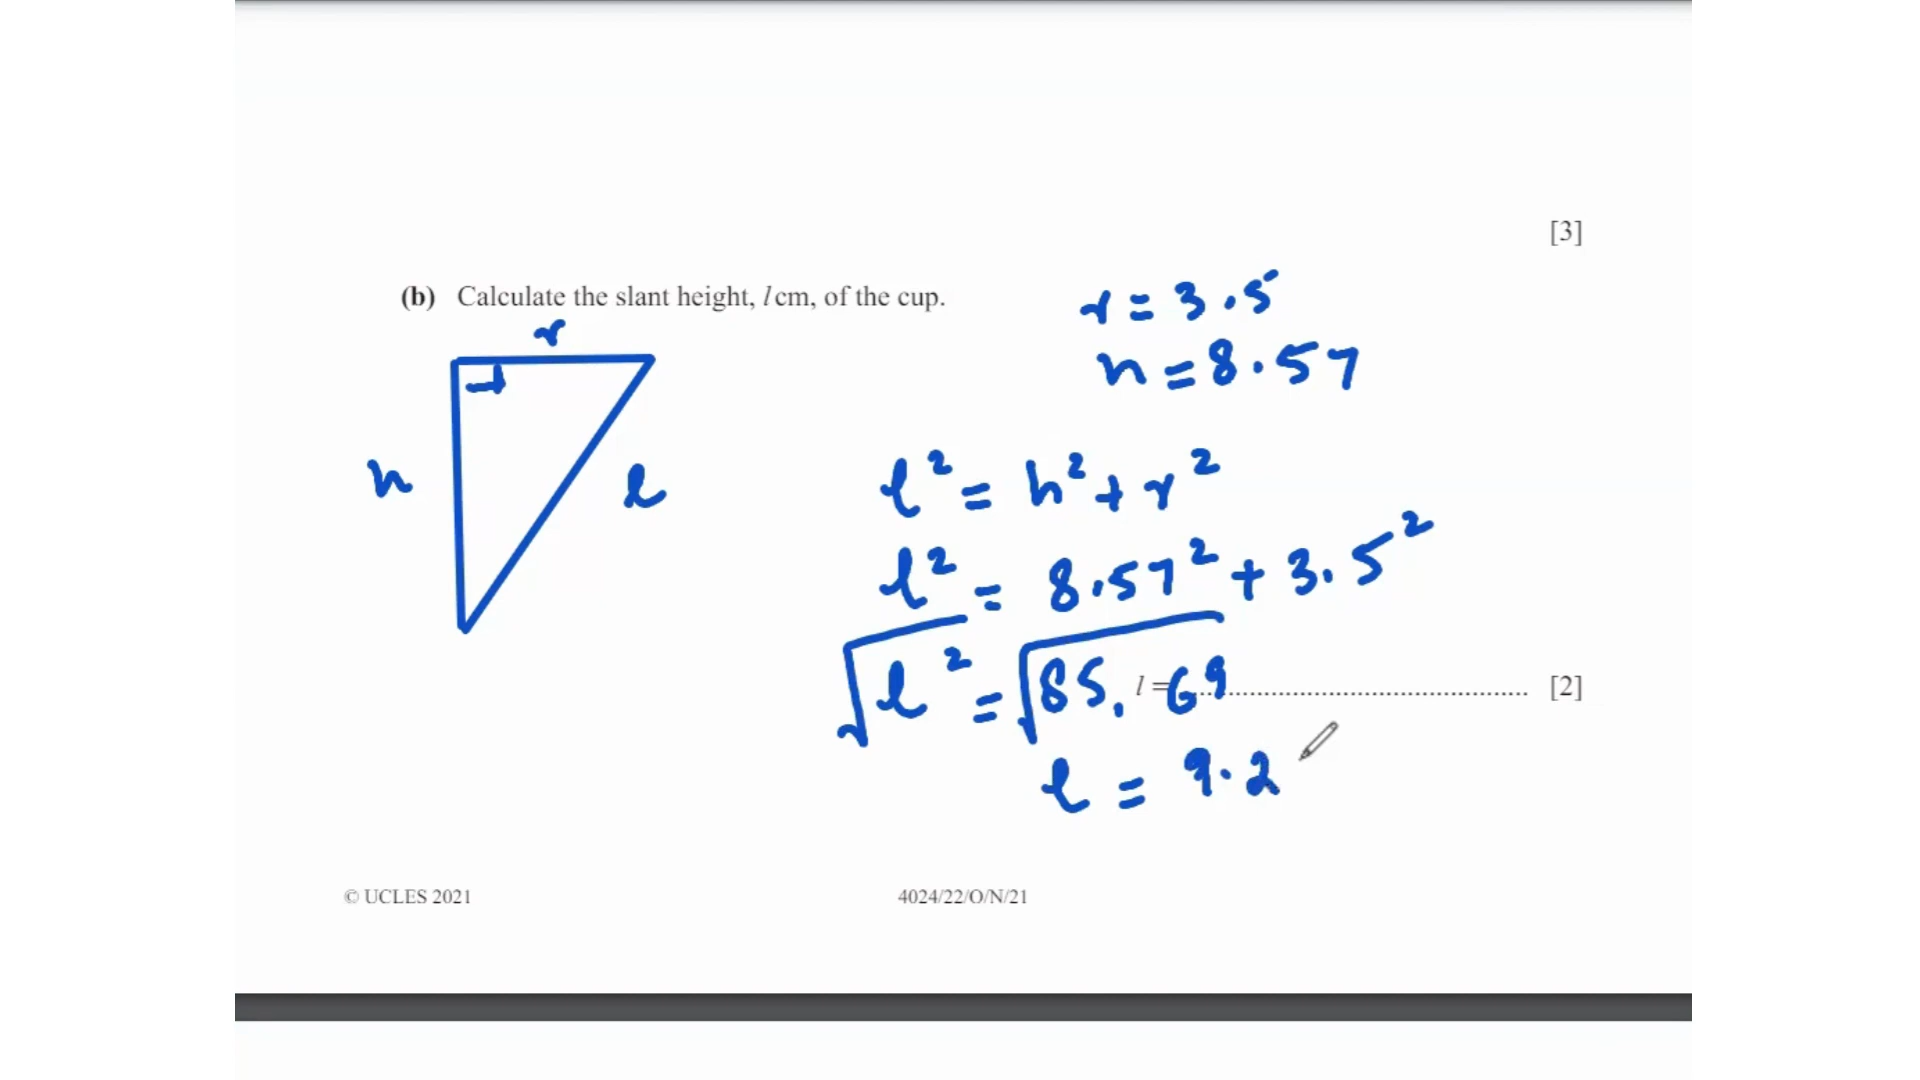 [3]
(b) Calculate the slant height, l cm, of the cup.
r = 3.5
h = 8.57
r
h
l
l² = h² + r²
l² = 8.57² + 3.5²
√l² = √85.69
l = ........................................ [2]
l = 9.2
© UCLES 2021
4024/22/O/N/21